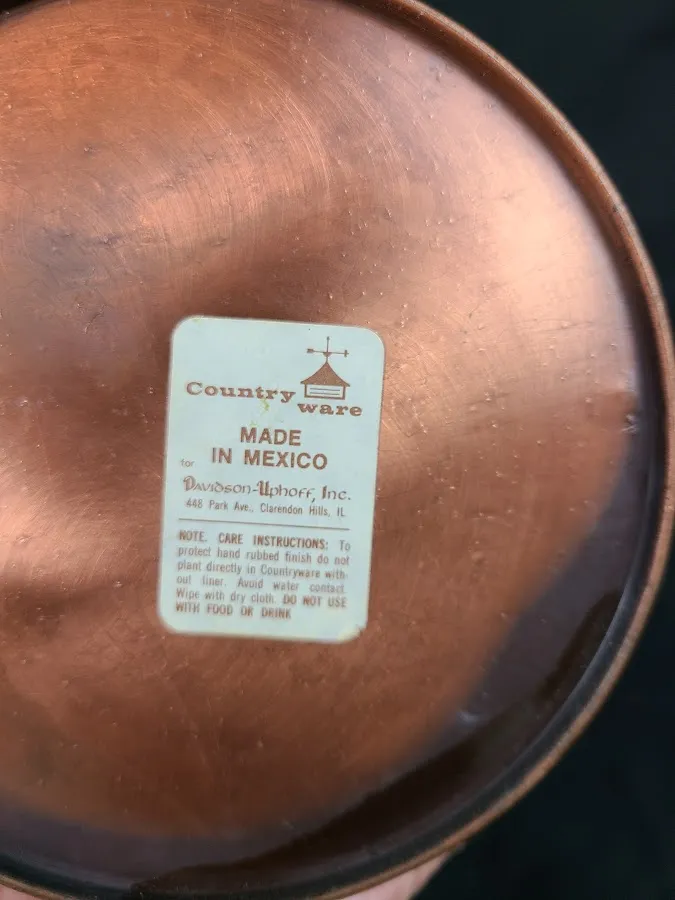 Country
ware
MADE
IN MEXICO
for
Davidson-Uphoff, Inc.
448 Park Ave., Clarendon Hills, IL
NOTE. CARE INSTRUCTIONS: To
protect hand rubbed finish do not
plant directly in Countryware with-
out liner. Avoid water contact.
Wipe with dry cloth. DO NOT USE
WITH FOOD OR DRINK